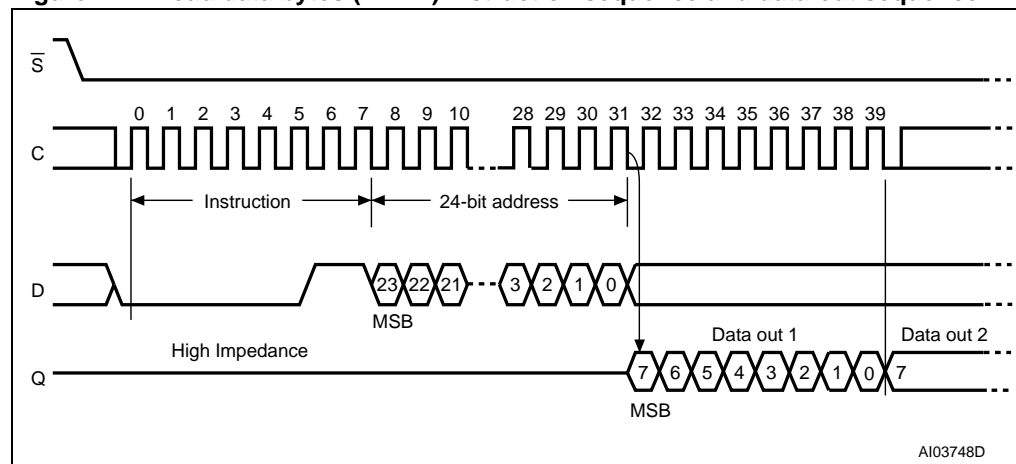 S
0 1 2 3 4 5 6 7 8 9 10 28 29 30 31 32 33 34 35 36 37 38 39
C
Instruction 24-bit address
D 23 22 21 3 2 1 0
MSB
High Impedance Data out 1 Data out 2
Q 7 6 5 4 3 2 1 0 7
MSB
AI03748D